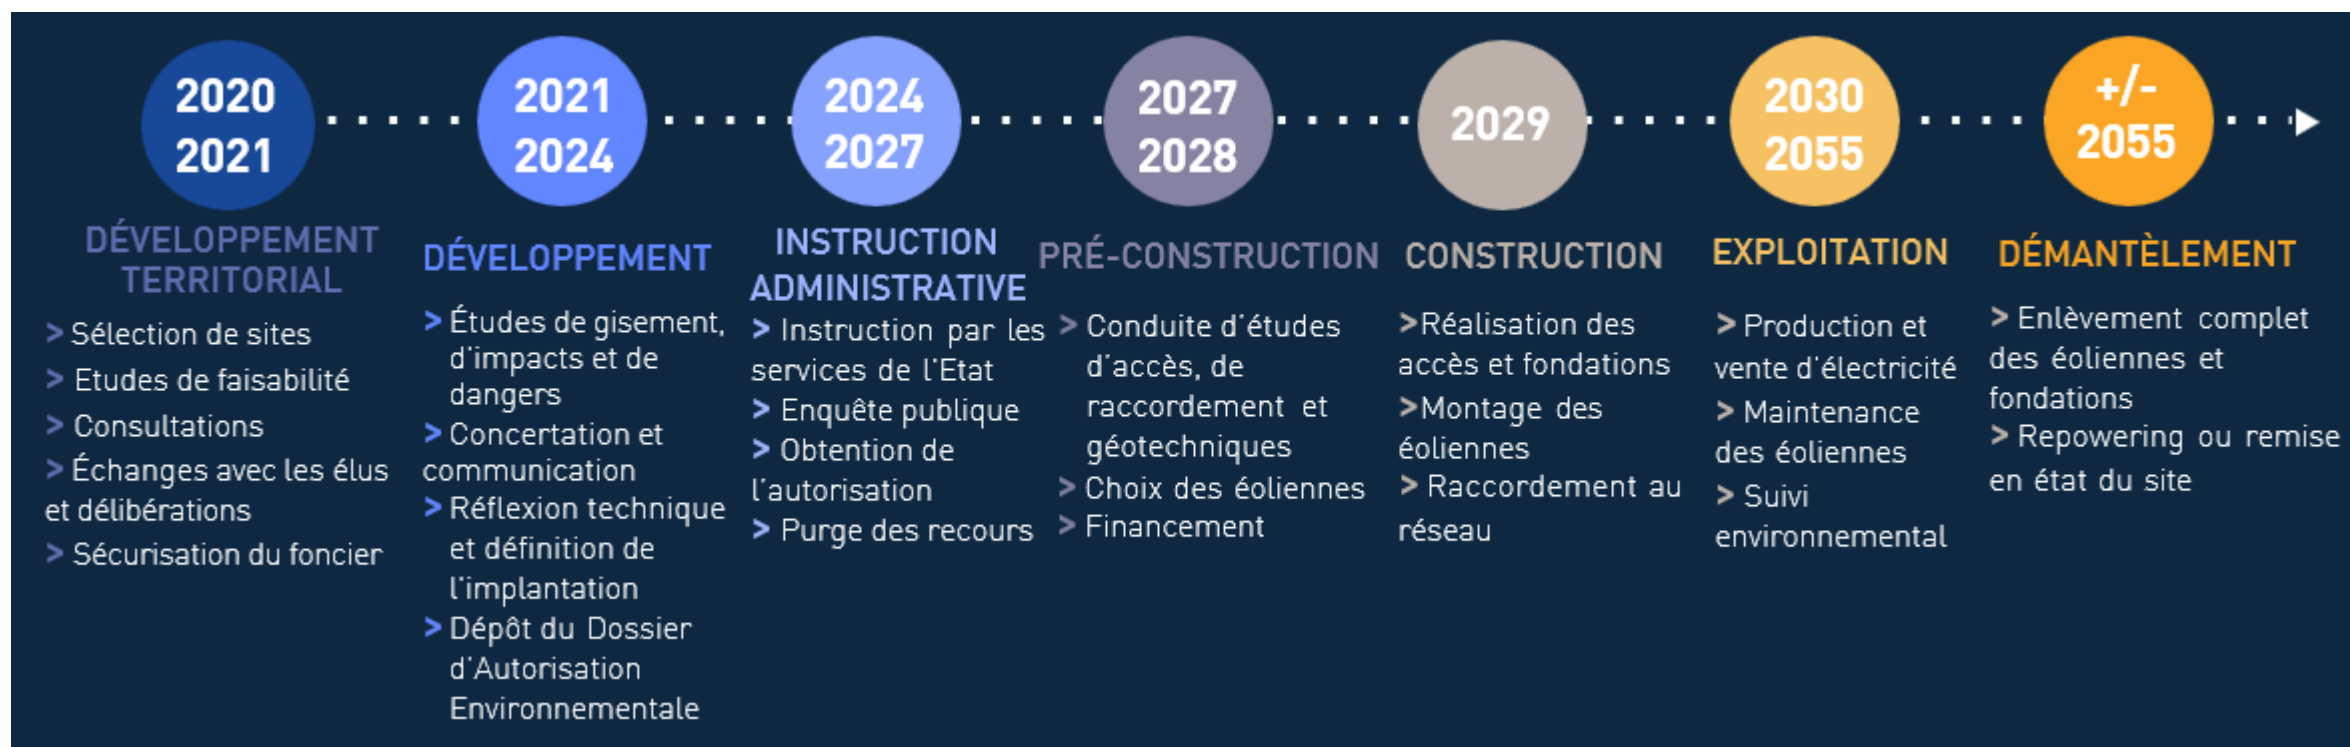 2020
2021
DÉVELOPPEMENT
TERRITORIAL
> Sélection de sites
> Etudes de faisabilité
> Consultations
> Échanges avec les élus
et délibérations
> Sécurisation du foncier
2021
2024
DÉVELOPPEMENT
> Études de gisement,
d'impacts et de
dangers
> Concertation et
communication
> Réflexion technique
et définition de
l'implantation
> Dépôt du Dossier
d'Autorisation
Environnementale
2024
2027
INSTRUCTION
ADMINISTRATIVE
> Instruction par les
services de l'Etat
> Enquête publique
> Obtention de
l'autorisation
> Purge des recours
2027
2028
PRÉ-CONSTRUCTION
> Conduite d'études
d'accès, de
raccordement et
géotechniques
> Choix des éoliennes
> Financement
2029
CONSTRUCTION
>Réalisation des
accès et fondations
>Montage des
éoliennes
> Raccordement au
réseau
2030
2055
EXPLOITATION
> Production et
vente d'électricité
> Maintenance
des éoliennes
> Suivi
environnemental
+/-
2055
DÉMANTÈLEMENT
> Enlèvement complet
des éoliennes et
fondations
> Repowering ou remise
en état du site